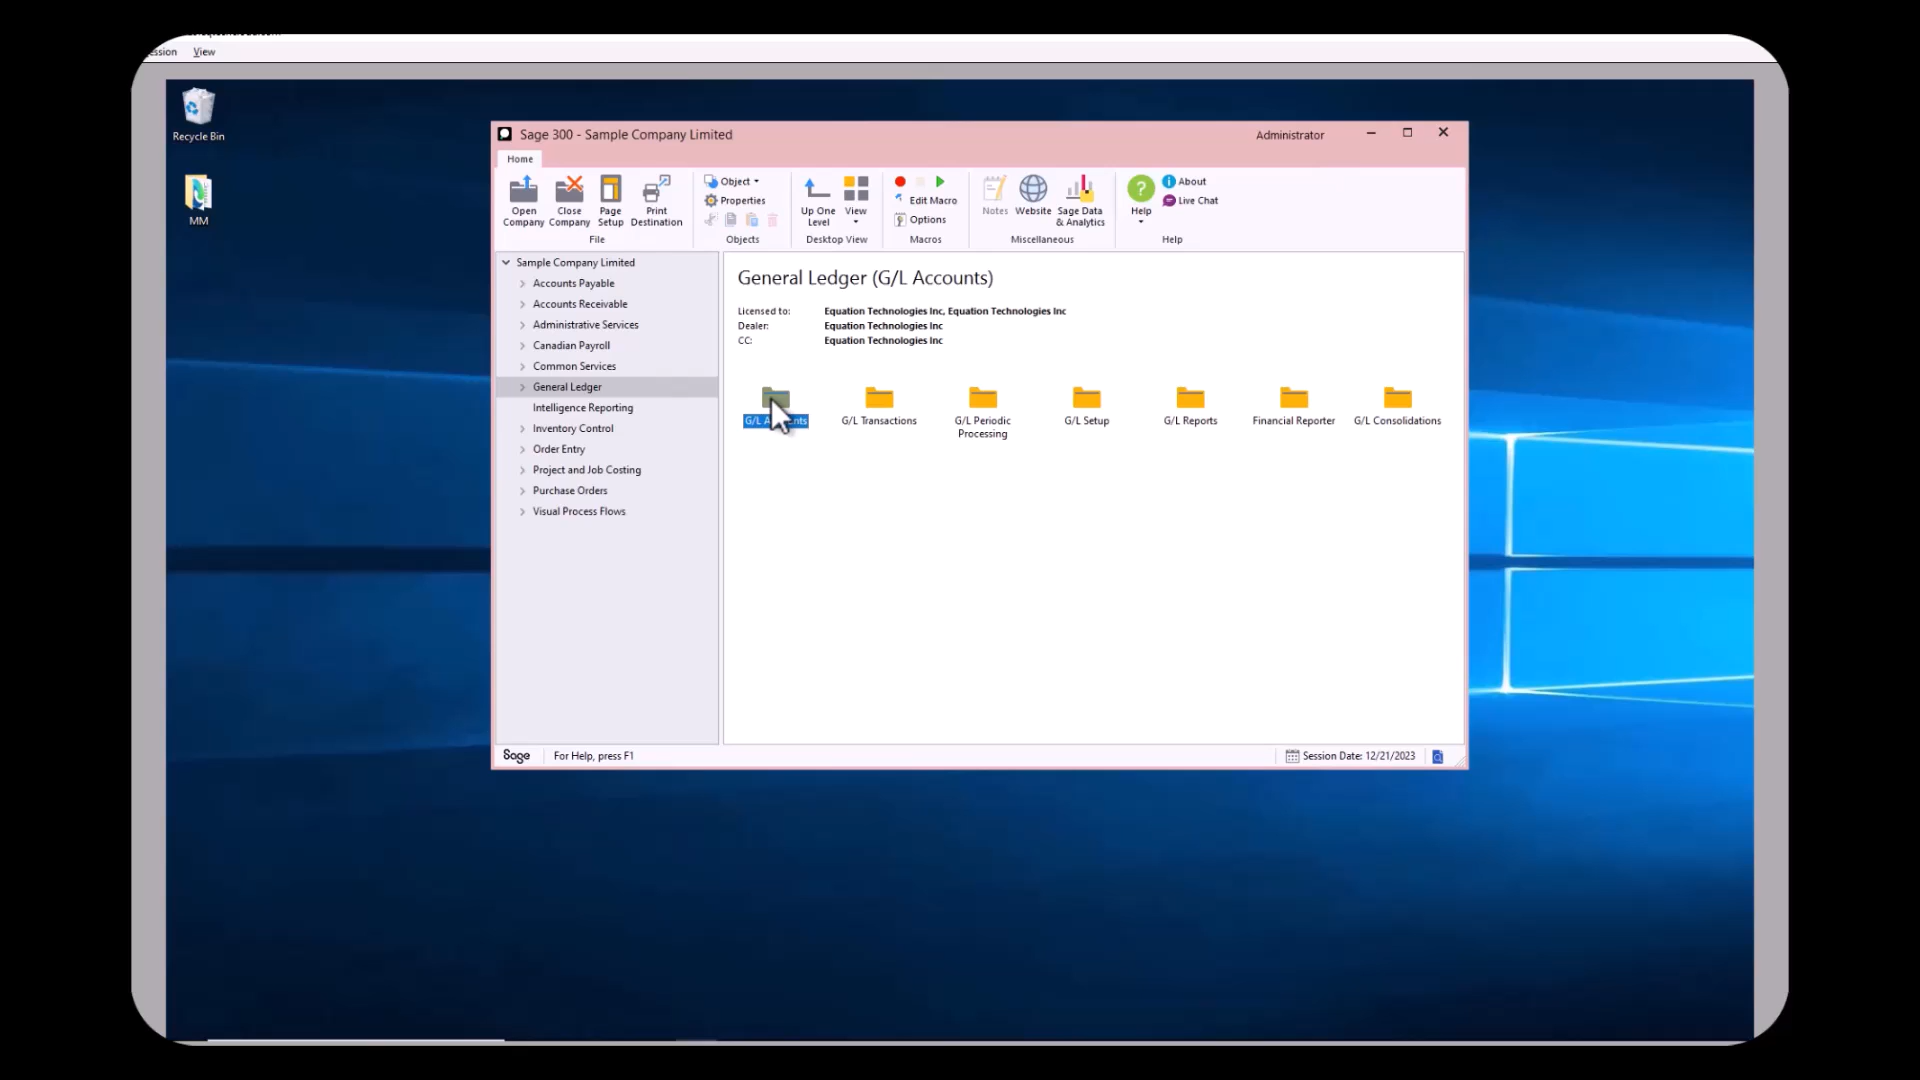 View
Recycle Bin
MM
Sage 300 - Sample Company Limited
Administrator
Home
Open Company
Close Company
Page Setup
Print Destination
File
Object
Properties
Objects
Up One Level
View
Desktop View
Edit Macro
Options
Macros
Notes
Website
Sage Data & Analytics
Miscellaneous
Help
About
Live Chat
Help
Sample Company Limited
Accounts Payable
Accounts Receivable
Administrative Services
Canadian Payroll
Common Services
General Ledger
Intelligence Reporting
Inventory Control
Order Entry
Project and Job Costing
Purchase Orders
Visual Process Flows
General Ledger (G/L Accounts)
Licensed to: Equation Technologies Inc, Equation Technologies Inc
Dealer: Equation Technologies Inc
CC: Equation Technologies Inc
G/L
G/L Transactions
G/L Periodic
Processing
G/L Setup
G/L Reports
Financial Reporter
G/L Consolidations
Sage
For Help, press F1
Session Date: 12/21/2023